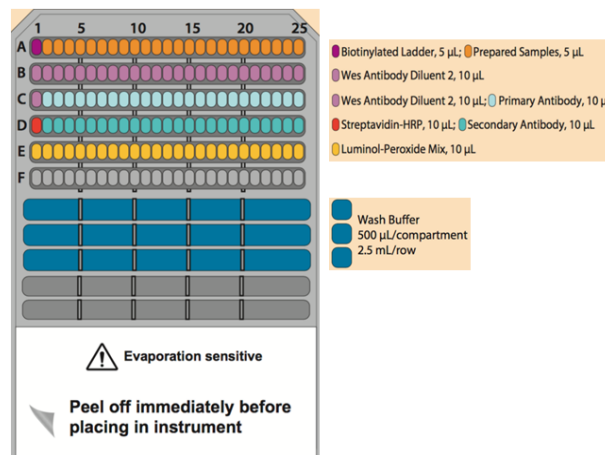 1 5 10 15 20 25
A
B
C
D
E
F
Biotinylated Ladder, 5 µL; Prepared Samples, 5 µL
Wes Antibody Diluent 2, 10 µL
Wes Antibody Diluent 2, 10 µL; Primary Antibody, 10 µ
Streptavidin-HRP, 10 µL; Secondary Antibody, 10 µL
Luminol-Peroxide Mix, 10 µL
Wash Buffer
500 µL/compartment
2.5 mL/row
Evaporation sensitive
Peel off immediately before
placing in instrument